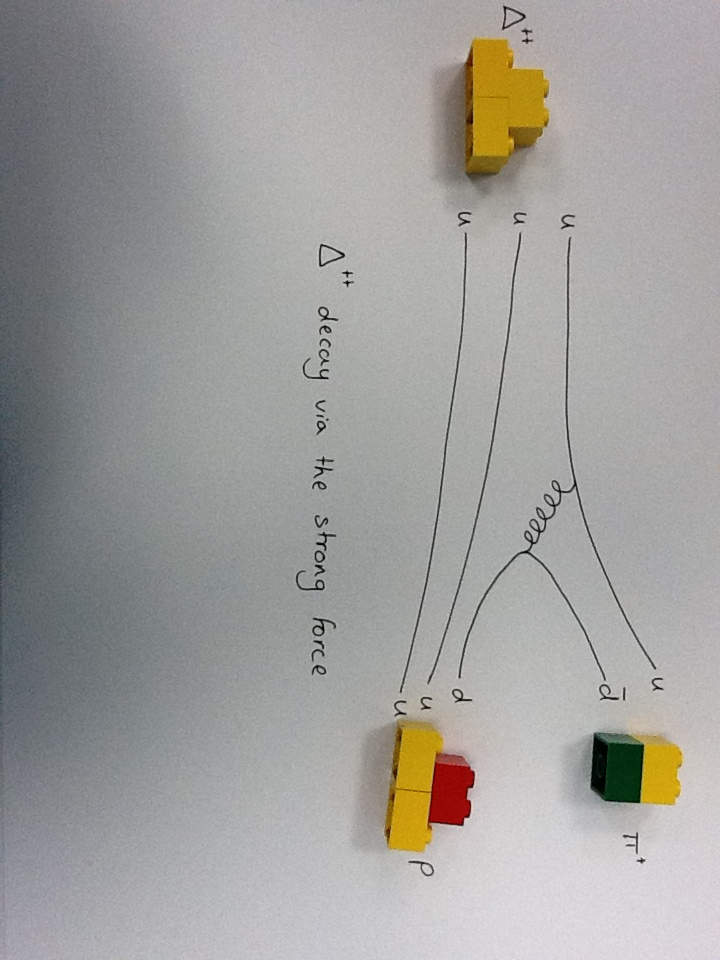 u
d̄ π⁺
u
Δ⁺⁺ u
u d
u p
u
Δ⁺⁺ decay via the strong force